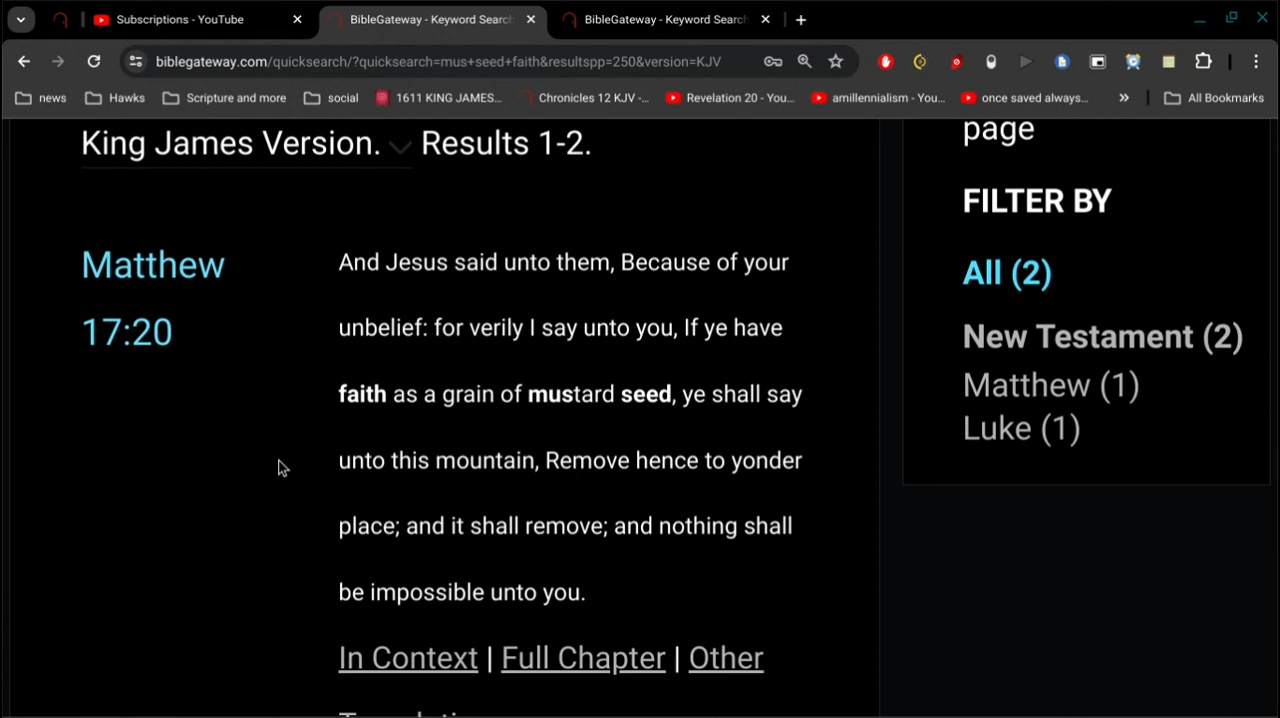 Subscriptions - YouTube
BibleGateway - Keyword Search
BibleGateway - Keyword Search
biblegateway.com/quicksearch/?quicksearch=mus+seed+faith&resultspp=250&version=KJV
news
Hawks
Scripture and more
social
1611 KING JAMES...
Chronicles 12 KJV -...
Revelation 20 - You...
amillennialism - You...
once saved always...
All Bookmarks
King James Version. Results 1-2.
Matthew
17:20
And Jesus said unto them, Because of your
unbelief: for verily I say unto you, If ye have
faith as a grain of mustard seed, ye shall say
unto this mountain, Remove hence to yonder
place; and it shall remove; and nothing shall
be impossible unto you.
In Context | Full Chapter | Other
page
FILTER BY
All (2)
New Testament (2)
Matthew (1)
Luke (1)